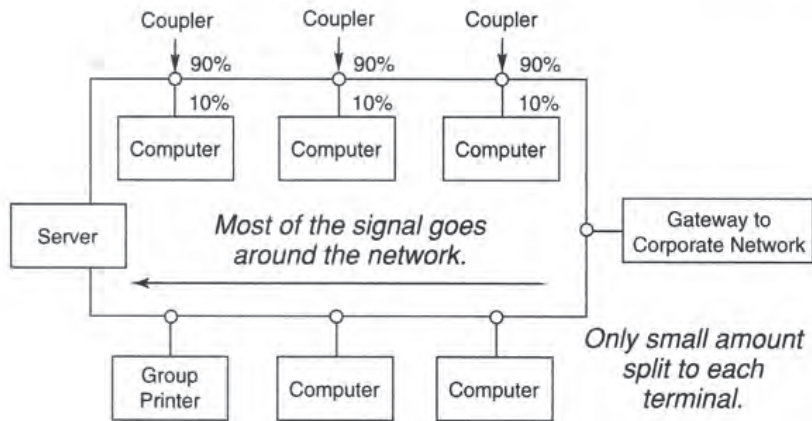 Coupler
Coupler
Coupler
90%
90%
90%
10%
10%
10%
Computer
Computer
Computer
Server
Most of the signal goes
around the network.
Gateway to
Corporate Network
Only small amount
split to each
terminal.
Group
Printer
Computer
Computer